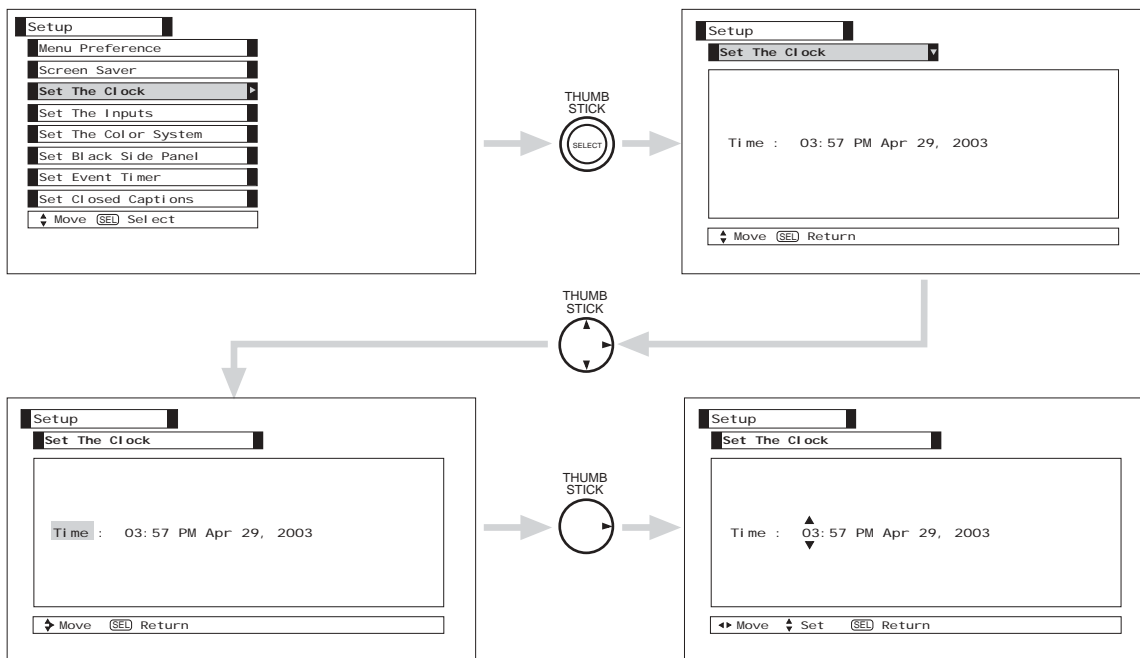 Setup
Menu Preference
Screen Saver
Set The Clock
Set The Inputs
Set The Color System
Set Black Side Panel
Set Event Timer
Set Closed Captions
Move SEL Select
THUMB
STICK
SELECT
Setup
Set The Clock
Time : 03:57 PM Apr 29, 2003
Move SEL Return
THUMB
STICK
Setup
Set The Clock
Time : 03:57 PM Apr 29, 2003
Move SEL Return
THUMB
STICK
Setup
Set The Clock
Time : 03:57 PM Apr 29, 2003
Move Set SEL Return